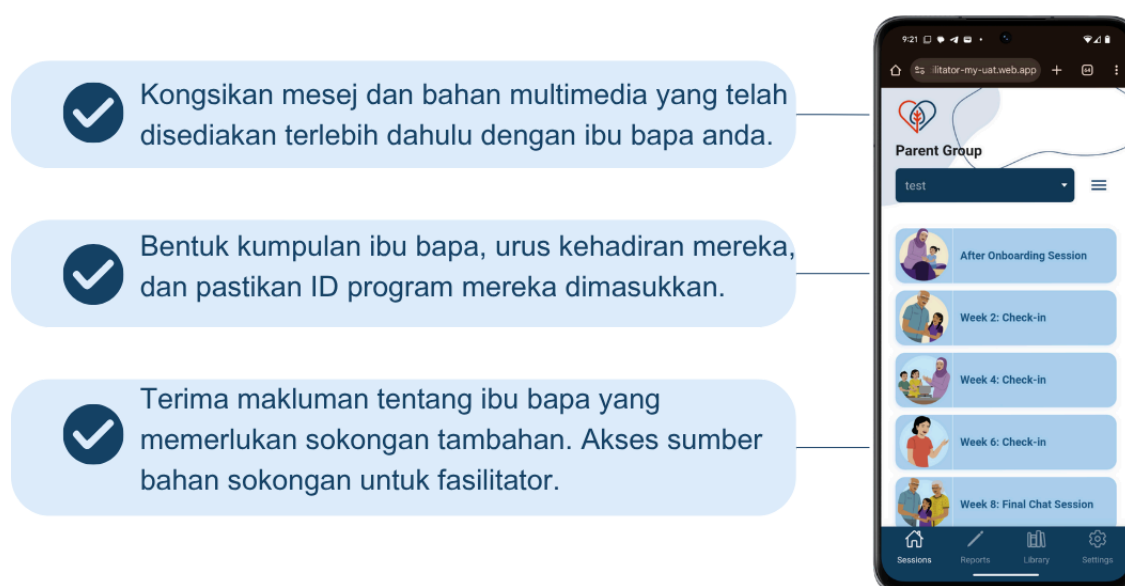 Kongsikan mesej dan bahan multimedia yang telah
disediakan terlebih dahulu dengan ibu bapa anda.
Bentuk kumpulan ibu bapa, urus kehadiran mereka,
dan pastikan ID program mereka dimasukkan.
Terima makluman tentang ibu bapa yang
memerlukan sokongan tambahan. Akses sumber
bahan sokongan untuk fasilitator.
9:21
ilitator-my-uat.web.app
Parent Group
test
After Onboarding Session
Week 2: Check-in
Week 4: Check-in
Week 6: Check-in
Week 8: Final Chat Session
Sessions Reports Library Settings